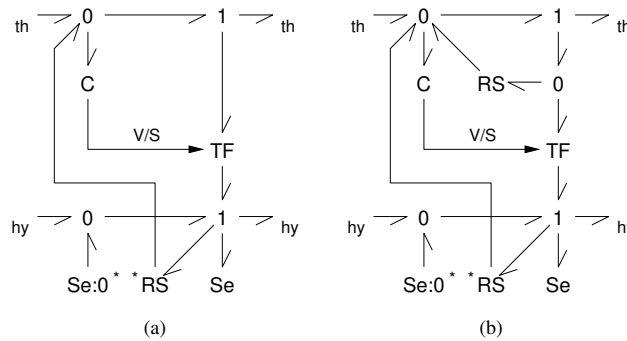 th 0 1 th
C
V/S
TF
hy 0 1 hy
Se:0 * * RS Se
(a)
th 0 1 th
C RS 0
V/S
TF
hy 0 1 hy
Se:0 * * RS Se
(b)